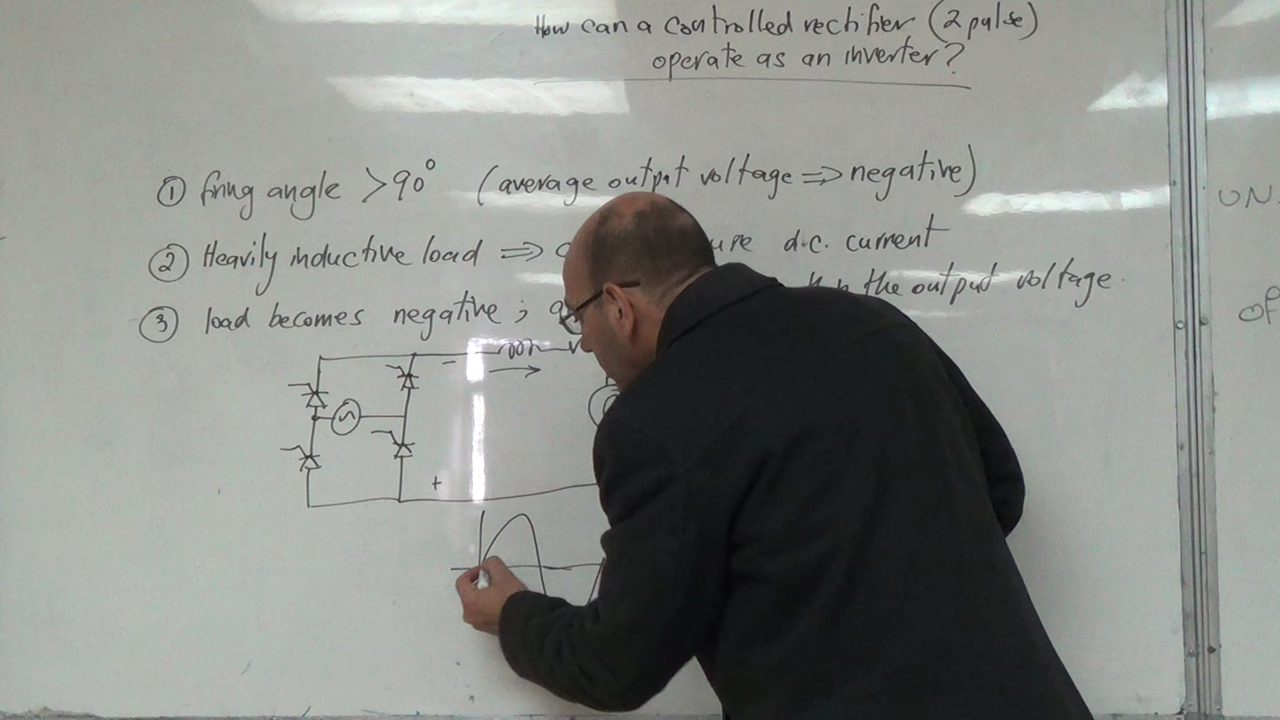 How can a controlled rectifier (2 pulse)
operate as an inverter?
① firing angle >90° (average output voltage ⇒ negative)
② Heavily inductive load ⇒ d.c. current
③ load becomes negative ; the output voltage.
-
+
UN
of